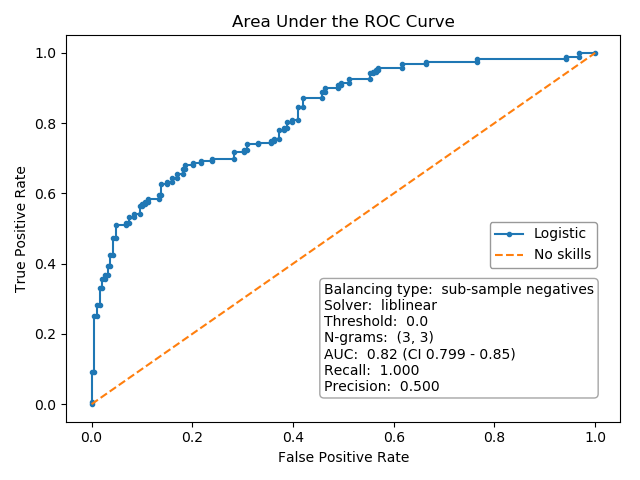 Area Under the ROC Curve
1.0
0.8
0.6
0.4
0.2
0.0
True Positive Rate
Logistic
No skills
Balancing type:  sub-sample negatives
Solver:  liblinear
Threshold:  0.0
N-grams:  (3, 3)
AUC:  0.82 (CI 0.799 - 0.85)
Recall:  1.000
Precision:  0.500
0.0 0.2 0.4 0.6 0.8 1.0
False Positive Rate